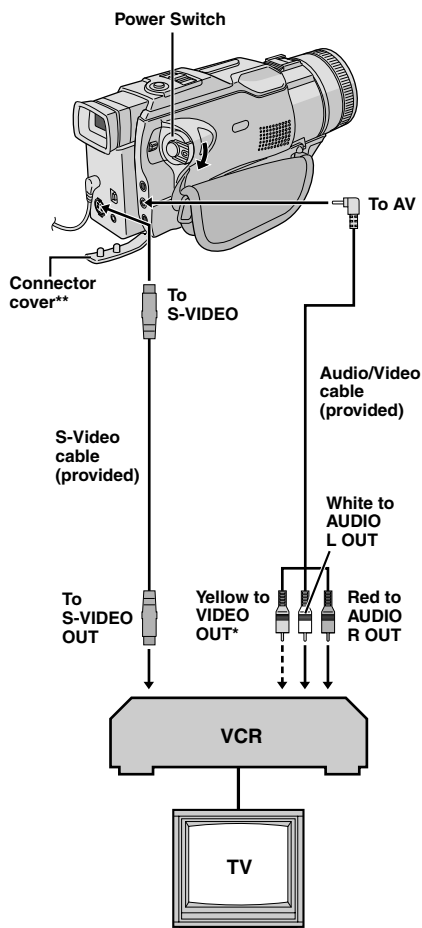 Power Switch
To AV
Connector
cover**
To
S-VIDEO
Audio/Video
cable
(provided)
S-Video
cable
(provided)
White to
AUDIO
L OUT
To
S-VIDEO
OUT
Yellow to
VIDEO
OUT*
Red to
AUDIO
R OUT
VCR
TV